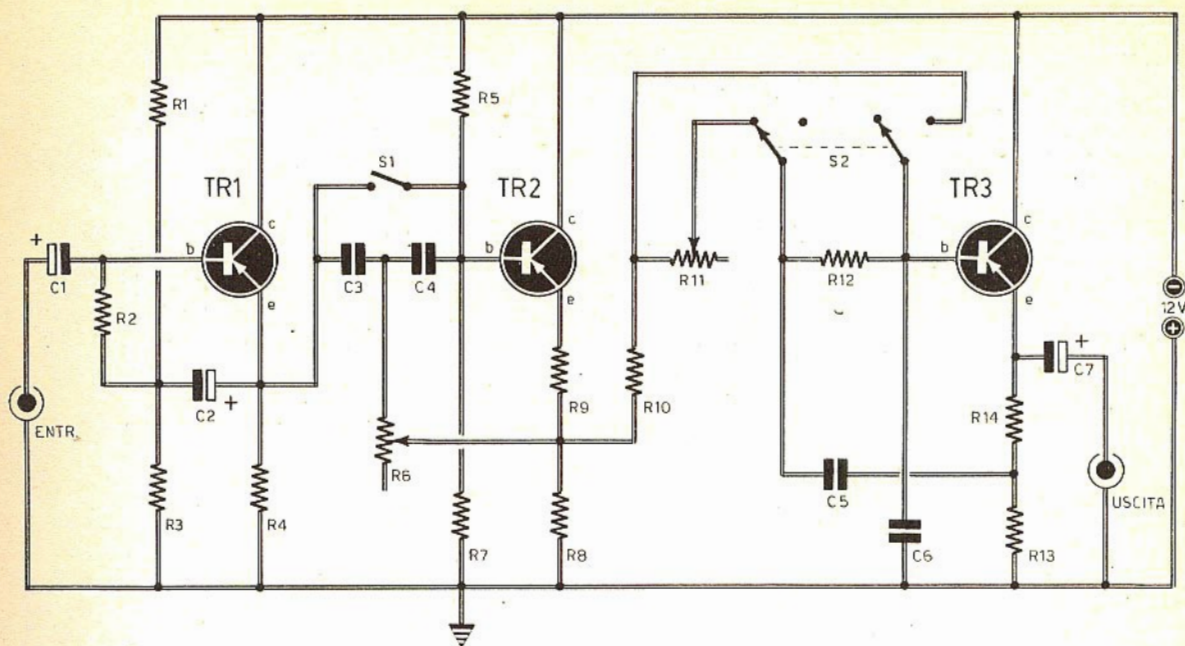 R1
R5
S1
S2
TR1
TR2
TR3
c
c
c
b
b
b
+
C1
C3
C4
R11
R12
e
e
e
12V
R2
+
C7
C2
+
R9
R10
R14
ENTR.
R6
C5
USCITA
R3
R4
R7
R8
C6
R13